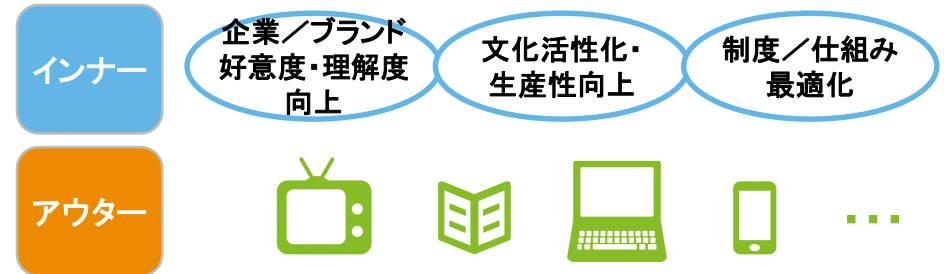 インナー
企業／ブランド
好意度・理解度
向上
文化活性化・
生産性向上
制度／仕組み
最適化
アウター
…